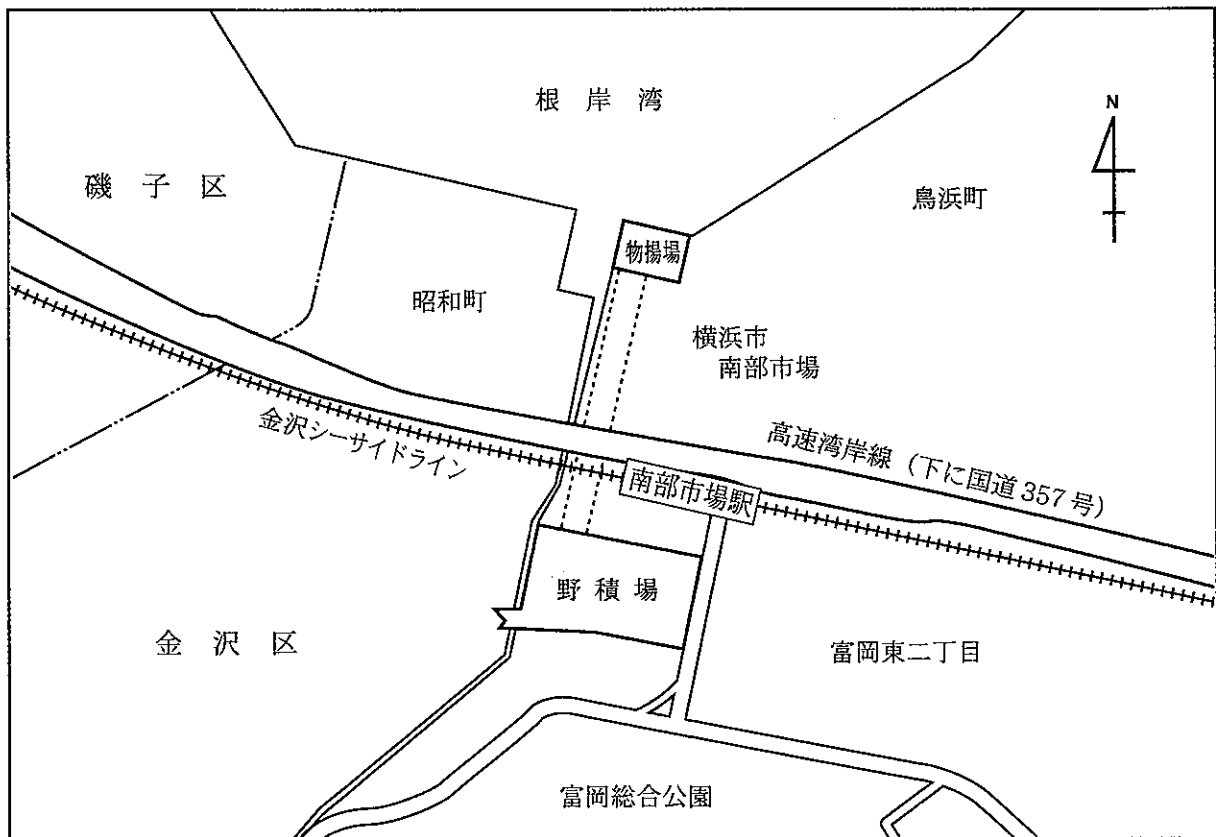 根岸湾
N
磯子区
鳥浜町
物揚場
昭和町
横浜市
南部市場
金沢シーサイドライン
高速湾岸線（下に国道357号）
南部市場駅
野積場
金沢区
富岡東二丁目
富岡総合公園